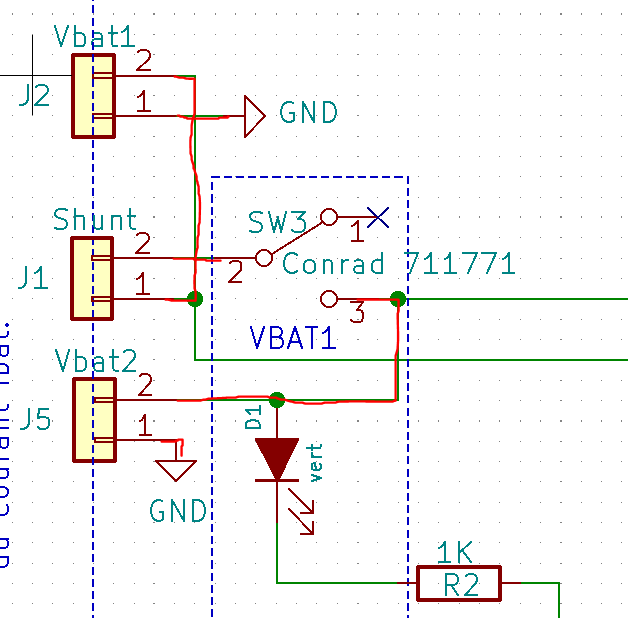 Vbat1
2
J2
1
GND
Shunt
2
J1
1
SW3
1
2
Conrad 711771
3
VBAT1
Vbat2
2
J5
1
GND
D1
vert
1K
R2
du courant Ibat.